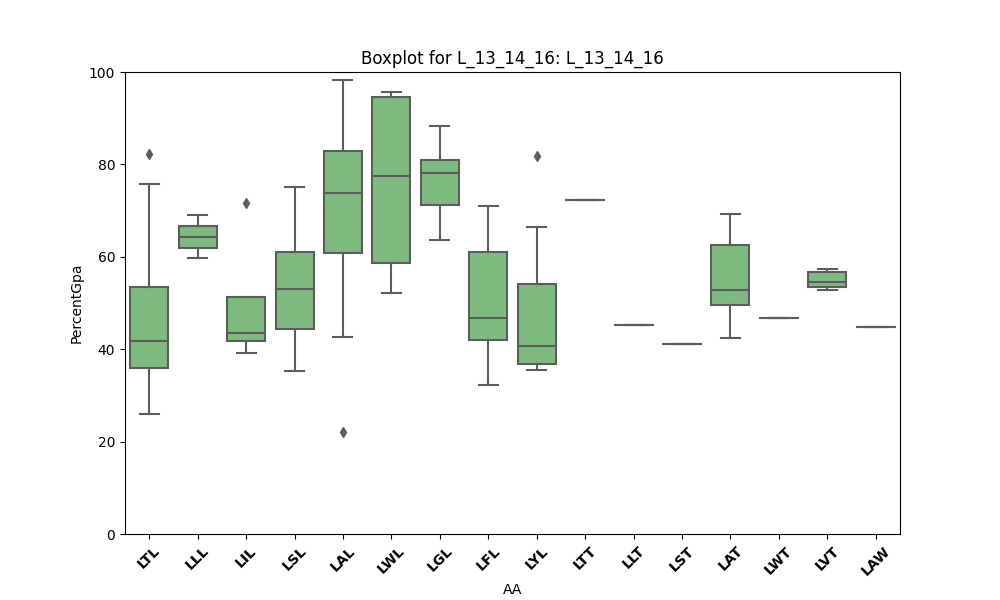 Boxplot for L_13_14_16: L_13_14_16
PercentGpa
100
80
60
40
20
0
LTL LLL LIL LSL LAL LWL LGL LFL LYL LTT LLT LST LAT LWT LVT LAW
AA